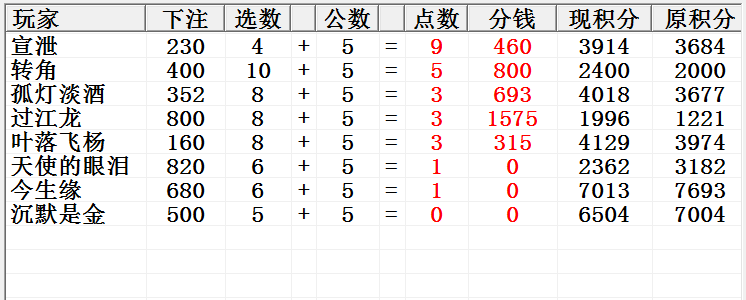 玩家 下注 选数 公数 点数 分钱 现积分 原积分
宣泄 230 4 + 5 = 9 460 3914 3684
转角 400 10 + 5 = 5 800 2400 2000
孤灯淡酒 352 8 + 5 = 3 693 4018 3677
过江龙 800 8 + 5 = 3 1575 1996 1221
叶落飞杨 160 8 + 5 = 3 315 4129 3974
天使的眼泪 820 6 + 5 = 1 0 2362 3182
今生缘 680 6 + 5 = 1 0 7013 7693
沉默是金 500 5 + 5 = 0 0 6504 7004